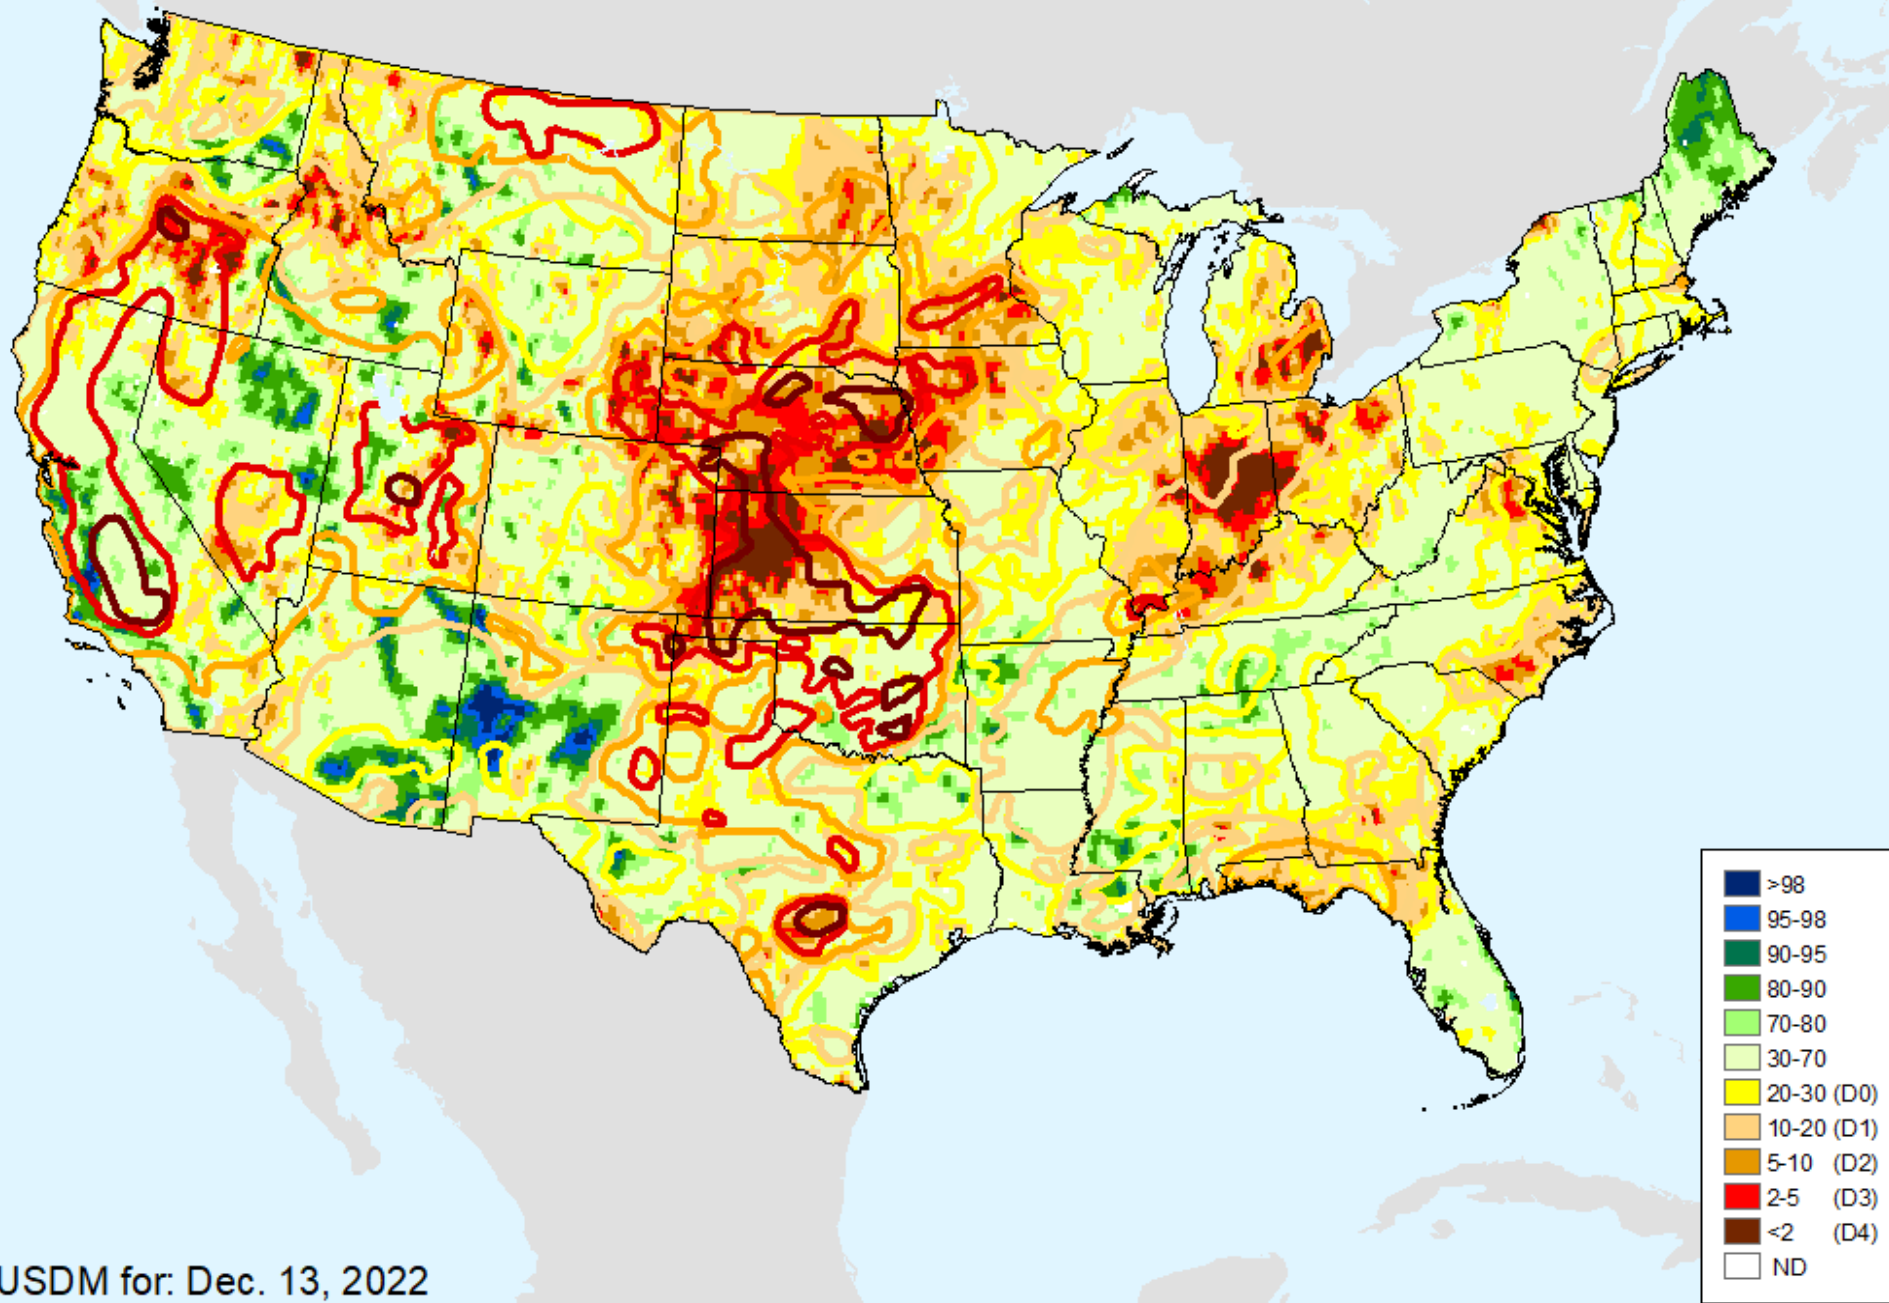 >98
95-98
90-95
80-90
70-80
30-70
20-30 (D0)
10-20 (D1)
5-10 (D2)
2-5 (D3)
<2 (D4)
ND
USDM for: Dec. 13, 2022